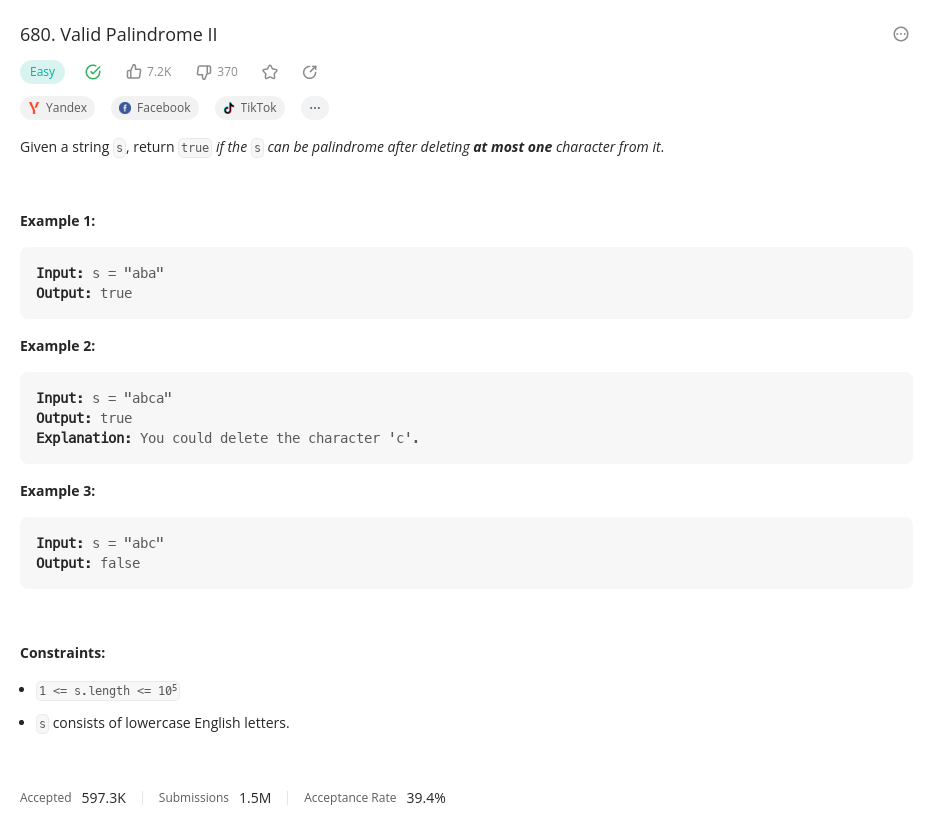 680. Valid Palindrome II
Easy 7.2K 370
Yandex Facebook TikTok ...
Given a string s, return true if the s can be palindrome after deleting at most one character from it.
Example 1:
Input: s = "aba"
Output: true
Example 2:
Input: s = "abca"
Output: true
Explanation: You could delete the character 'c'.
Example 3:
Input: s = "abc"
Output: false
Constraints:
• 1 <= s.length <= 10⁵
• s consists of lowercase English letters.
Accepted 597.3K Submissions 1.5M Acceptance Rate 39.4%